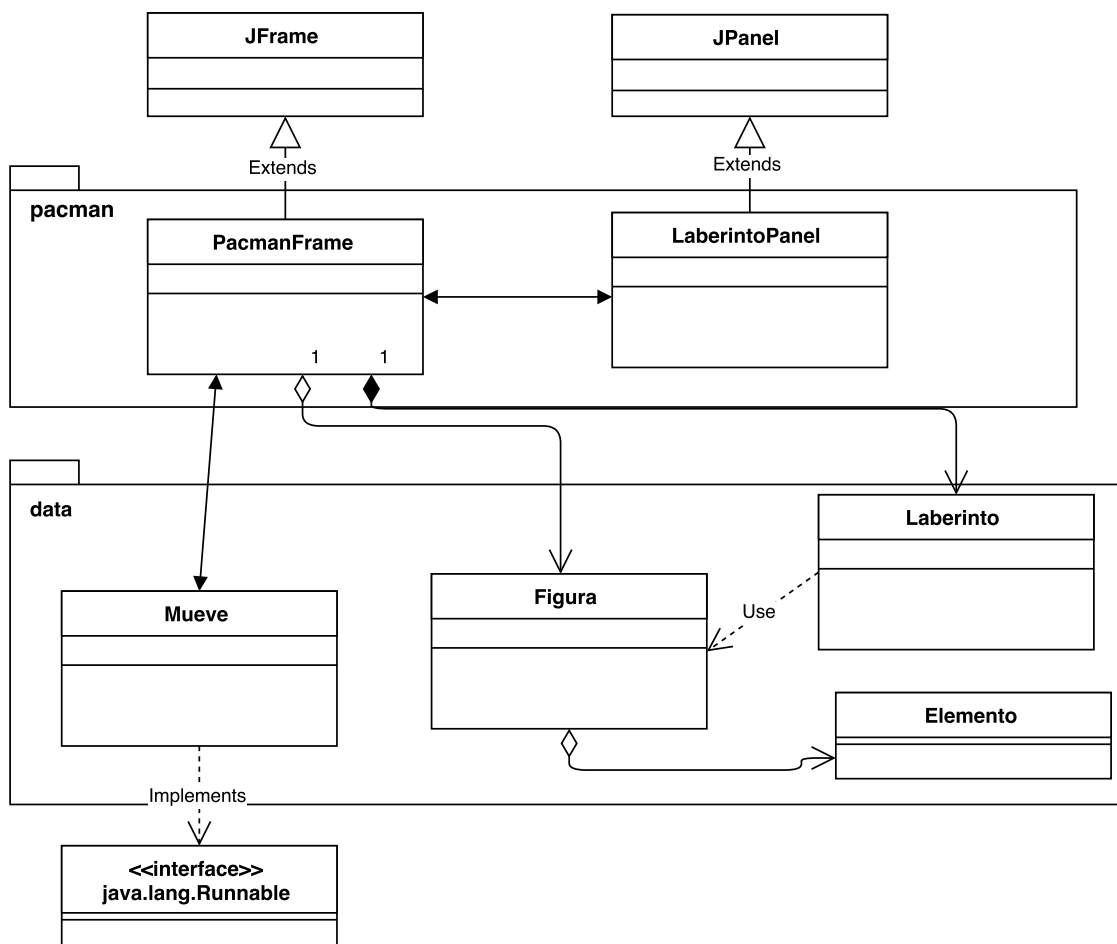 JFrame
JPanel
Extends
Extends
pacman
PacmanFrame
LaberintoPanel
1
1
data
Laberinto
Figura
Mueve
Use
Elemento
Implements
<<interface>>
java.lang.Runnable